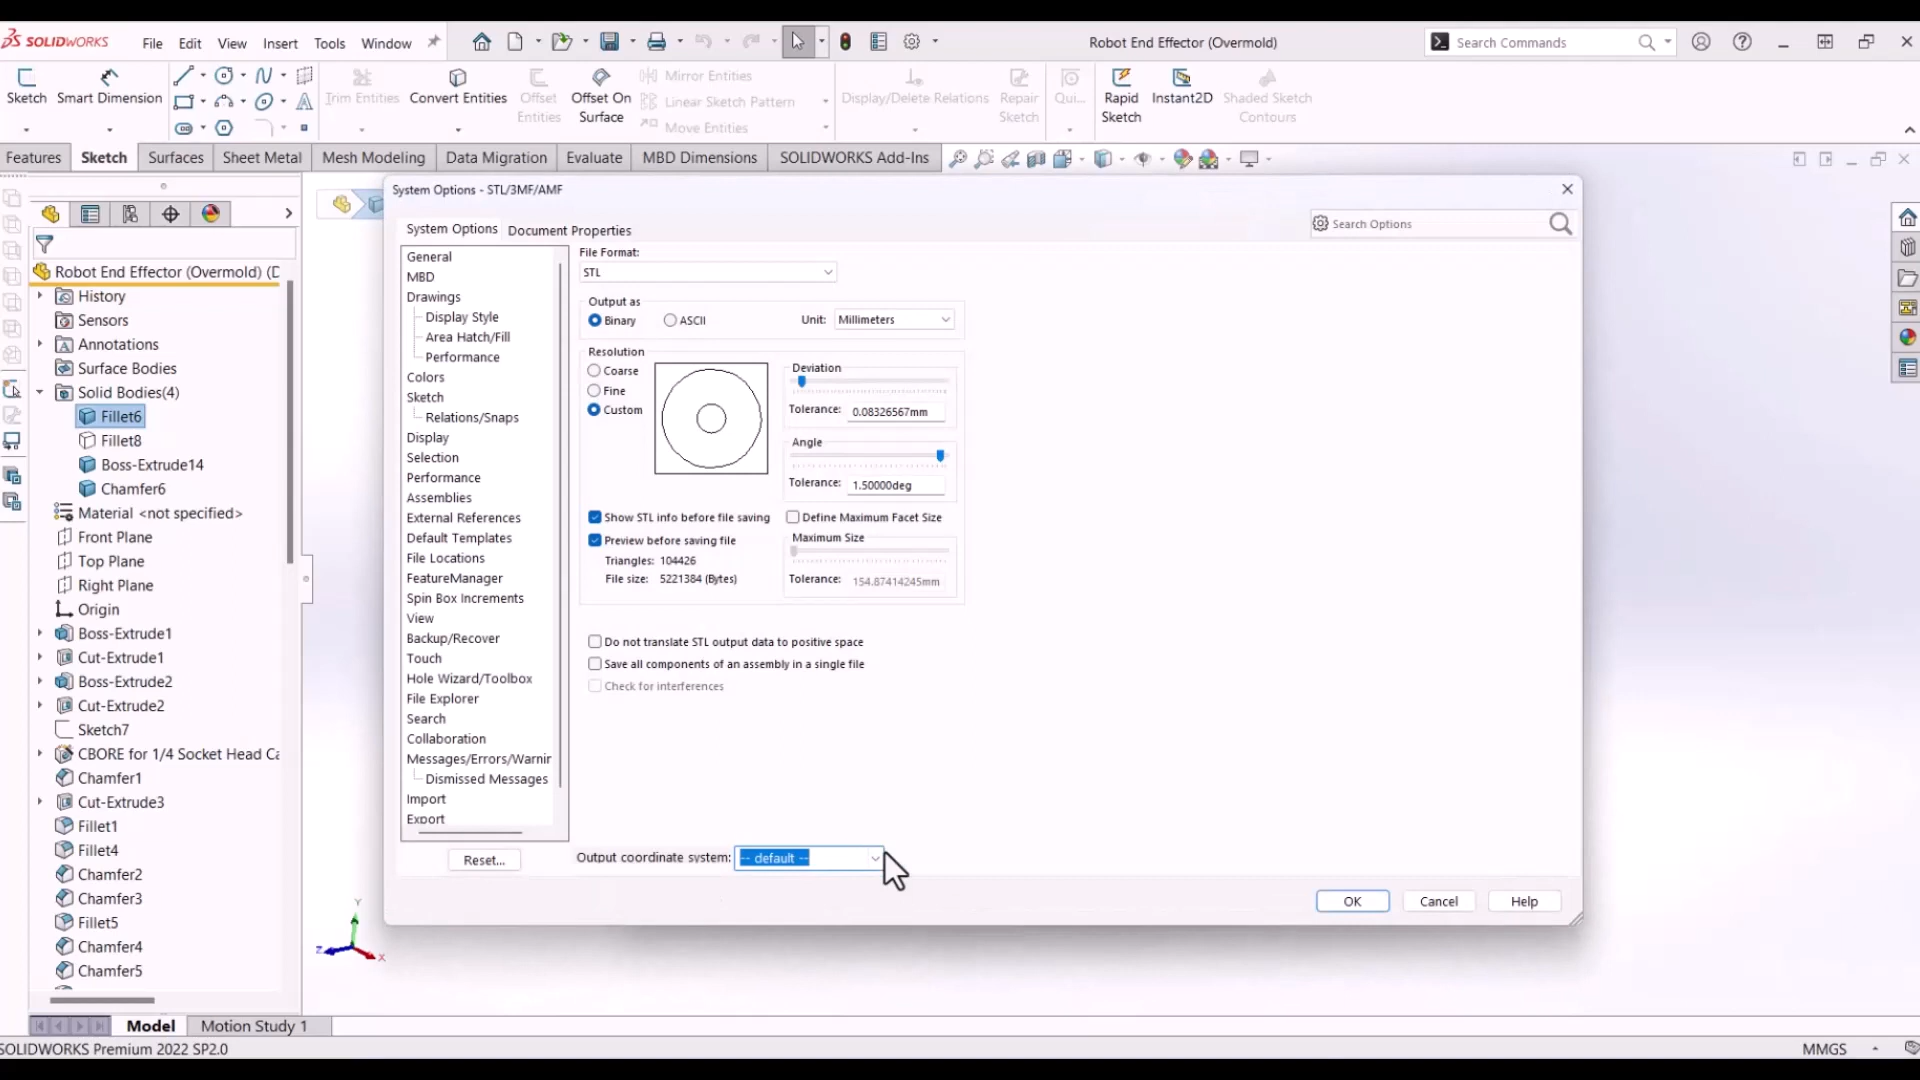 SOLIDWORKS
File Edit View Insert Tools Window
Robot End Effector (Overmold)
Search Commands
Sketch
Smart Dimension
Trim Entities
Convert Entities
Offset
Entities
Offset On
Surface
Mirror Entities
Linear Sketch Pattern
Move Entities
Display/Delete Relations
Repair
Sketch
Qui...
Rapid
Sketch
Instant2D
Shaded Sketch
Contours
Features Sketch Surfaces Sheet Metal Mesh Modeling Data Migration Evaluate MBD Dimensions SOLIDWORKS Add-Ins
Robot End Effector (Overmold) (D
History
Sensors
Annotations
Surface Bodies
Solid Bodies(4)
Fillet6
Fillet8
Boss-Extrude14
Chamfer6
Material <not specified>
Front Plane
Top Plane
Right Plane
Origin
Boss-Extrude1
Cut-Extrude1
Boss-Extrude2
Cut-Extrude2
Sketch7
CBORE for 1/4 Socket Head Ca
Chamfer1
Cut-Extrude3
Fillet1
Fillet4
Chamfer2
Chamfer3
Fillet5
Chamfer4
Chamfer5
System Options - STL/3MF/AMF
System Options Document Properties
Search Options
General
MBD
Drawings
Display Style
Area Hatch/Fill
Performance
Colors
Sketch
Relations/Snaps
Display
Selection
Performance
Assemblies
External References
Default Templates
File Locations
FeatureManager
Spin Box Increments
View
Backup/Recover
Touch
Hole Wizard/Toolbox
File Explorer
Search
Collaboration
Messages/Errors/Warnir
Dismissed Messages
Import
Export
File Format:
STL
Output as
Binary ASCII Unit: Millimeters
Resolution
Coarse
Fine
Custom
Deviation
Tolerance: 0.08326567mm
Angle
Tolerance: 1.50000deg
Show STL info before file saving
Define Maximum Facet Size
Preview before saving file
Maximum Size
Triangles: 104426
File size: 5221384 (Bytes)
Tolerance: 154.87414245mm
Do not translate STL output data to positive space
Save all components of an assembly in a single file
Check for interferences
Reset...
Output coordinate system: -- default --
OK Cancel Help
Y
Z
X
Model Motion Study 1
SOLIDWORKS Premium 2022 SP2.0
MMGS